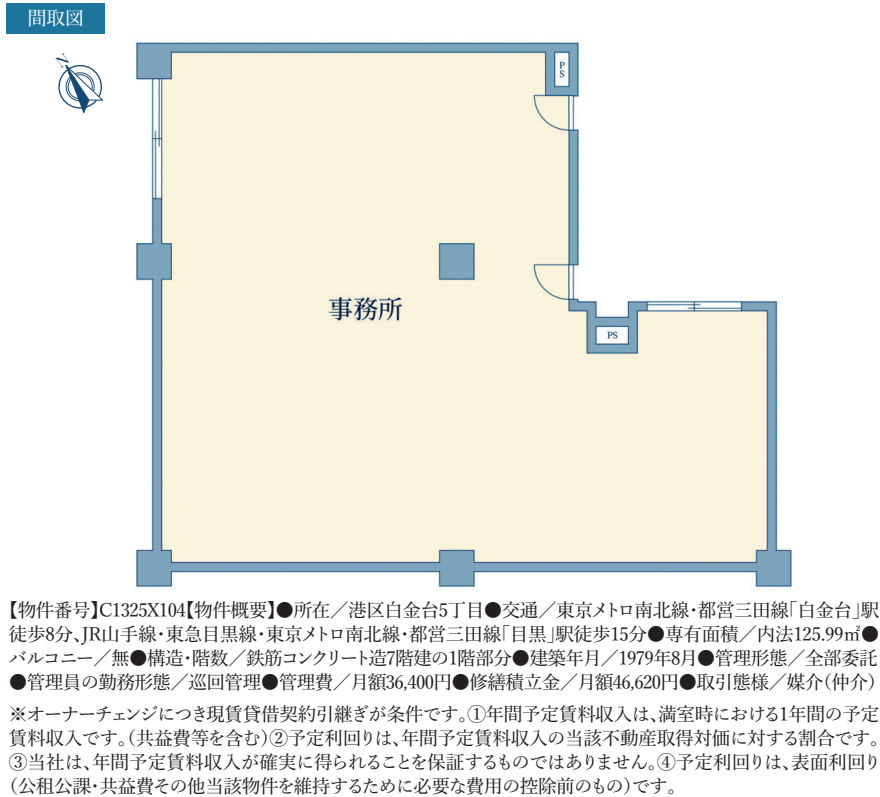 間取図
N
PS
事務所
PS
【物件番号】C1325X104【物件概要】●所在／港区白金台5丁目●交通／東京メトロ南北線・都営三田線「白金台」駅
徒歩8分、JR山手線・東急目黒線・東京メトロ南北線・都営三田線「目黒」駅徒歩15分●専有面積／内法125.99㎡●
バルコニー／無●構造・階数／鉄筋コンクリート造7階建の1階部分●建築年月／1979年8月●管理形態／全部委託
●管理員の勤務形態／巡回管理●管理費／月額36,400円●修繕積立金／月額46,620円●取引態様／媒介（仲介）
※オーナーチェンジにつき現賃貸借契約引継ぎが条件です。①年間予定賃料収入は、満室時における1年間の予定
賃料収入です。（共益費等を含む）②予定利回りは、年間予定賃料収入の当該不動産取得対価に対する割合です。
③当社は、年間予定賃料収入が確実に得られることを保証するものではありません。④予定利回りは、表面利回り
（公租公課・共益費その他当該物件を維持するために必要な費用の控除前のもの）です。